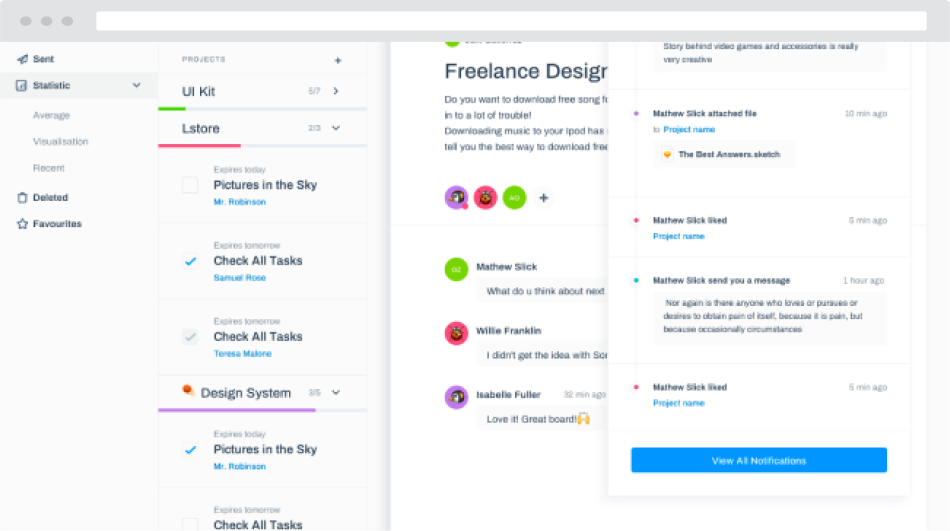 Sent
Statistic
Average
Visualisation
Recent
Deleted
Favourites
PROJECTS +
UI Kit 5/7
Lstore 2/3
Expires today
Pictures in the Sky
Mr. Robinson
Expires tomorrow
Check All Tasks
Samuel Rose
Expires tomorrow
Check All Tasks
Teresa Malone
Design System 3/5
Expires today
Pictures in the Sky
Mr. Robinson
Expires tomorrow
Check All Tasks
Freelance Design
Do you want to download free song fo
in to a lot of trouble!
Downloading music to your Ipod has
tell you the best way to download free
AO +
OZ
Mathew Slick
What do u think about next
Willie Franklin
I didn't get the idea with Sor
Isabelle Fuller 32 min ago
Love it! Great board!🙌
Story behind video games and accessories is really
very creative
Mathew Slick attached file 10 min ago
to Project name
The Best Answers.sketch
Mathew Slick liked 5 min ago
Project name
Mathew Slick send you a message 1 hour ago
Nor again is there anyone who loves or pursues or
desires to obtain pain of itself, because it is pain, but
because occasionally circumstances
Mathew Slick liked 5 min ago
Project name
View All Notifications